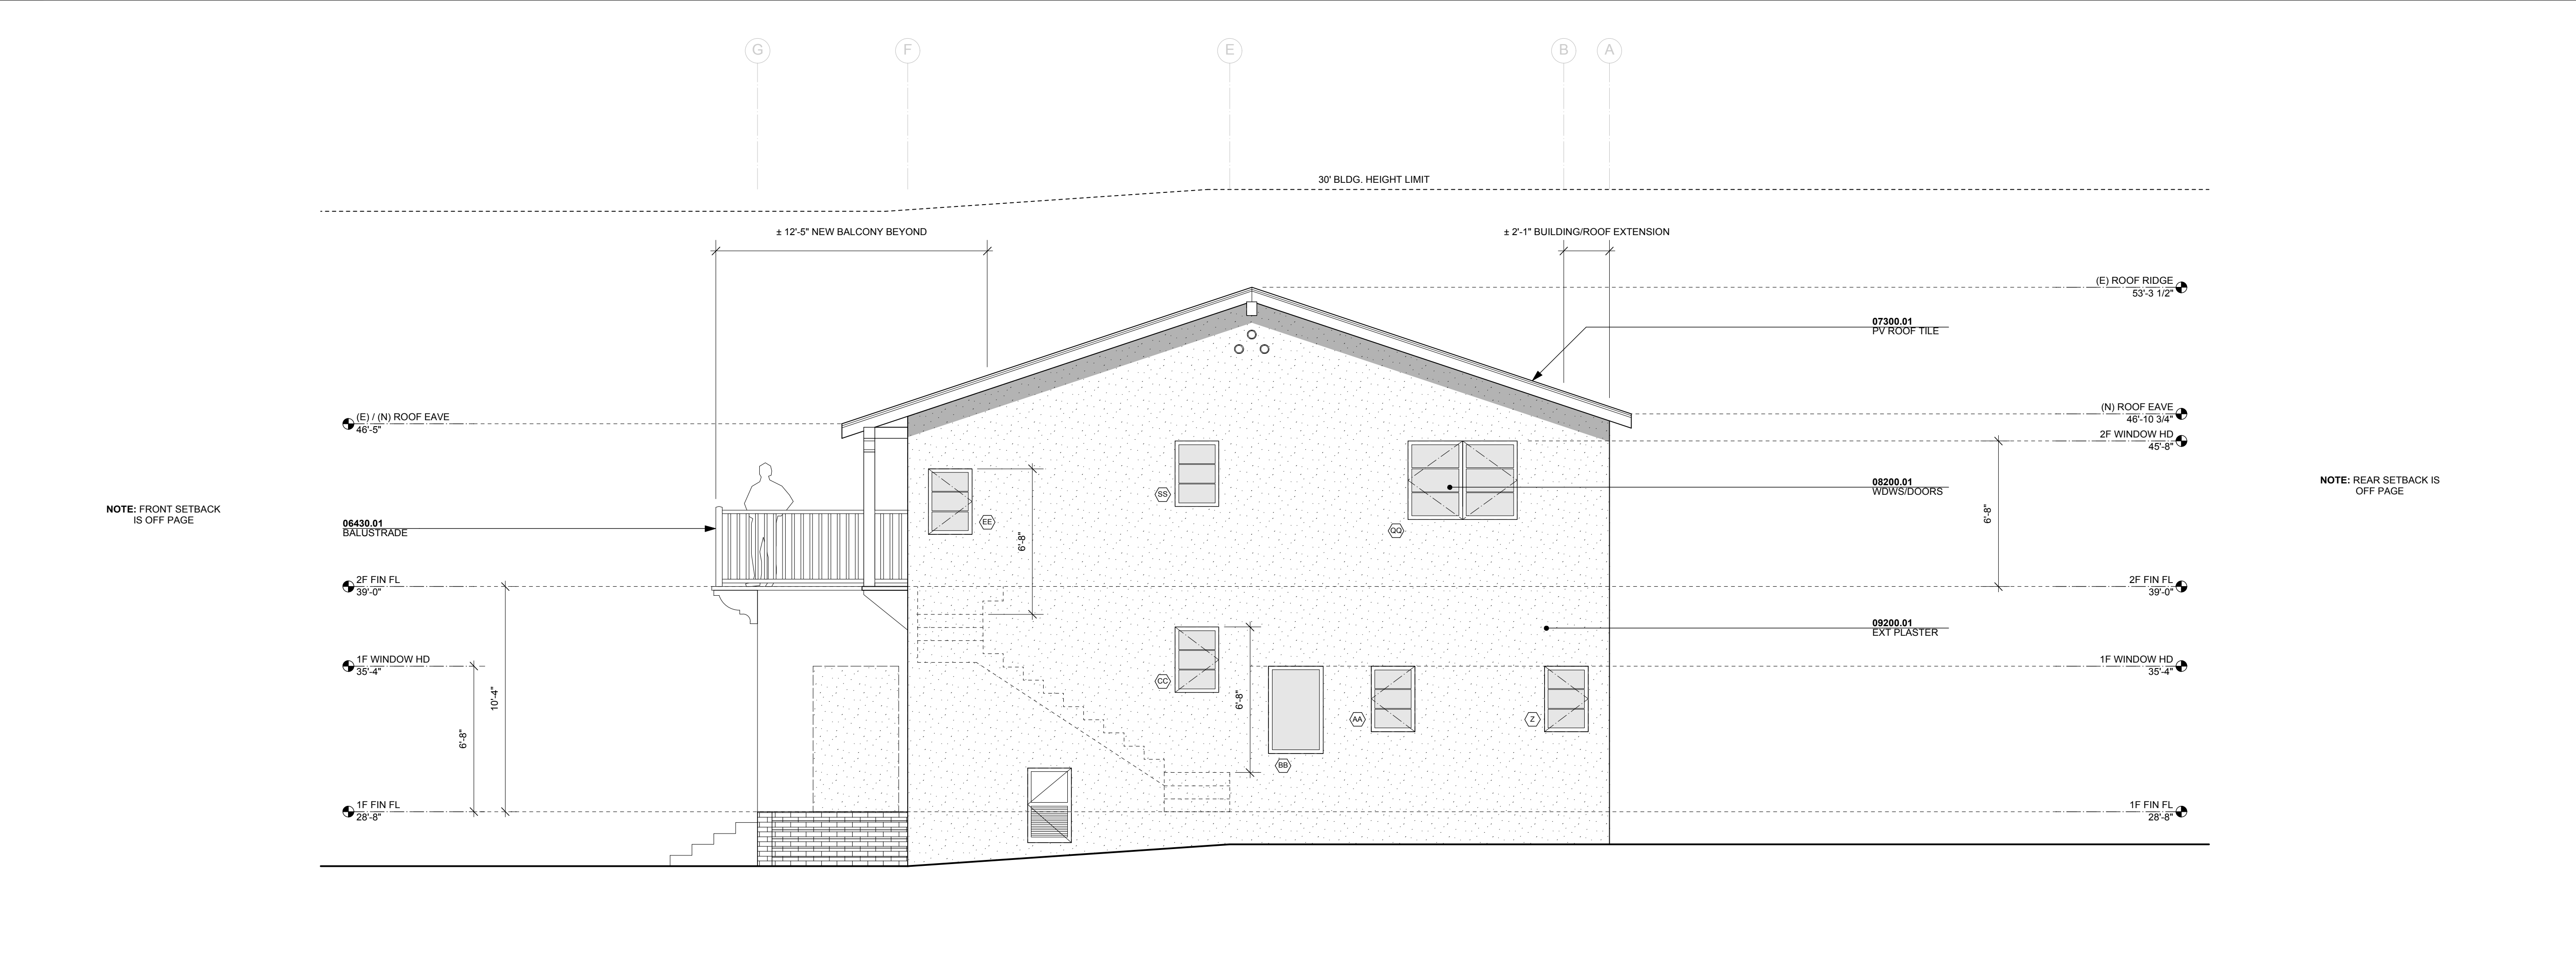 G F E B A
30' BLDG. HEIGHT LIMIT
± 12'-5" NEW BALCONY BEYOND
± 2'-1" BUILDING/ROOF EXTENSION
(E) ROOF RIDGE
53'-3 1/2"
07300.01
PV ROOF TILE
(E) / (N) ROOF EAVE
46'-5"
(N) ROOF EAVE
46'-10 3/4"
2F WINDOW HD
45'-8"
NOTE: FRONT SETBACK
IS OFF PAGE
06430.01
BALUSTRADE
EE
6'-8"
SS
QQ
08200.01
WDWS/DOORS
6'-8"
NOTE: REAR SETBACK IS
OFF PAGE
2F FIN FL
39'-0"
2F FIN FL
39'-0"
09200.01
EXT PLASTER
1F WINDOW HD
35'-4"
1F WINDOW HD
35'-4"
10'-4"
6'-8"
CC
6'-8"
BB
AA
Z
1F FIN FL
28'-8"
1F FIN FL
28'-8"